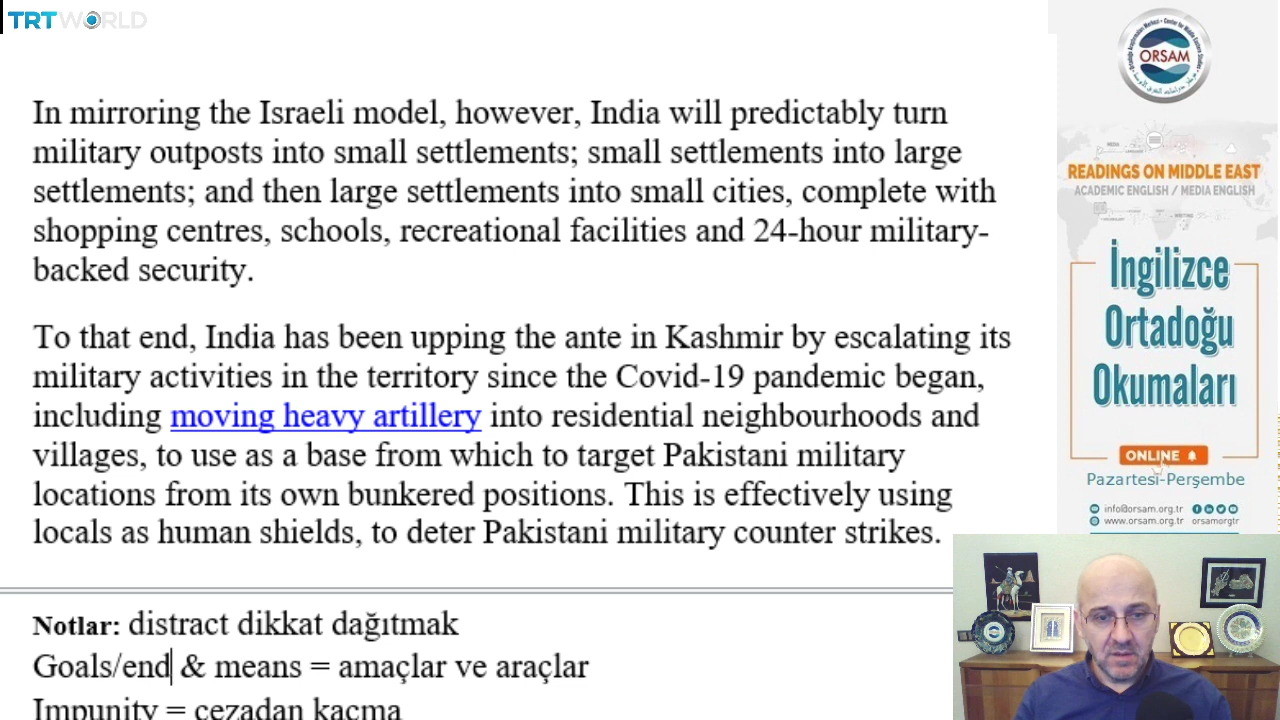 TRT WORLD
In mirroring the Israeli model, however, India will predictably turn
military outposts into small settlements; small settlements into large
settlements; and then large settlements into small cities, complete with
shopping centres, schools, recreational facilities and 24-hour military-
backed security.
To that end, India has been upping the ante in Kashmir by escalating its
military activities in the territory since the Covid-19 pandemic began,
including moving heavy artillery into residential neighbourhoods and
villages, to use as a base from which to target Pakistani military
locations from its own bunkered positions. This is effectively using
locals as human shields, to deter Pakistani military counter strikes.
Notlar: distract dikkat dağıtmak
Goals/end & means = amaçlar ve araçlar
Impunity = cezadan kaçma
ORSAM
READINGS ON MIDDLE EAST
ACADEMIC ENGLISH / MEDIA ENGLISH
İngilizce
Ortadoğu
Okumaları
ONLINE
Pazartesi-Perşembe
info@orsam.org.tr
www.orsam.org.tr orsamorgtr